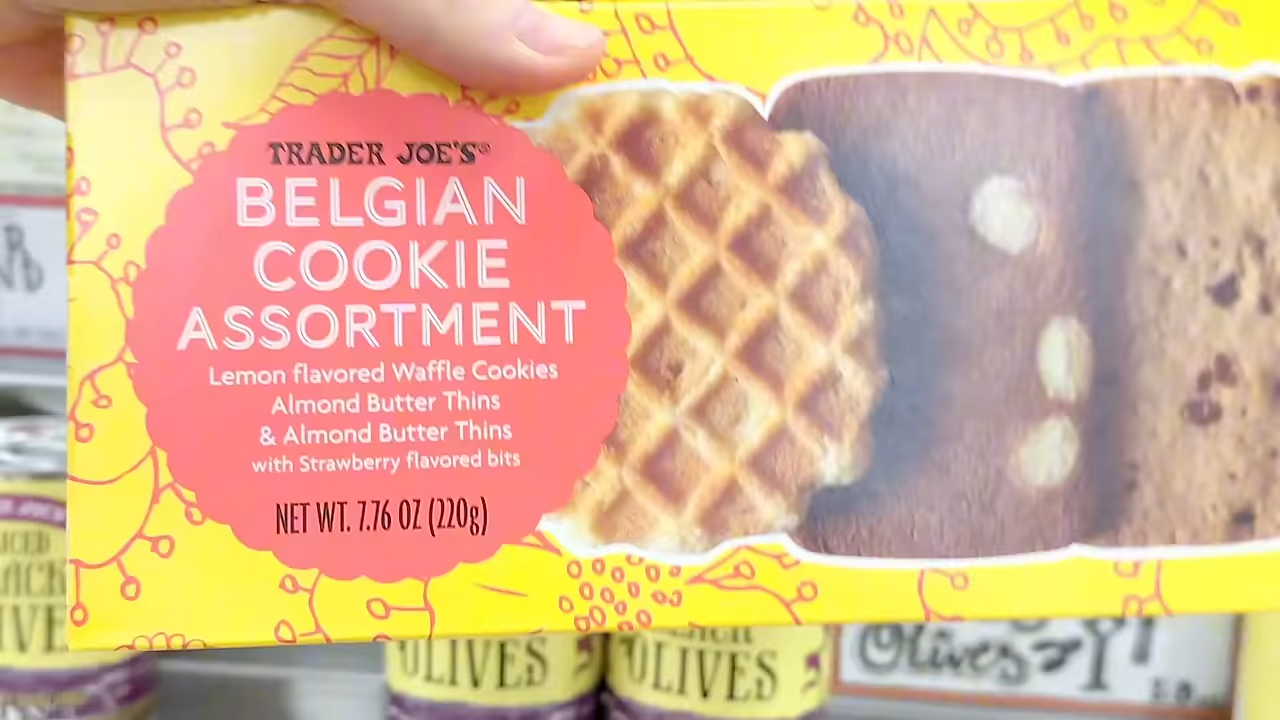 TRADER JOE'S®
BELGIAN
COOKIE
ASSORTMENT
Lemon flavored Waffle Cookies
Almond Butter Thins
& Almond Butter Thins
with Strawberry flavored bits
NET WT. 7.76 OZ (220g)
OLIVES
OLIVES
Olives